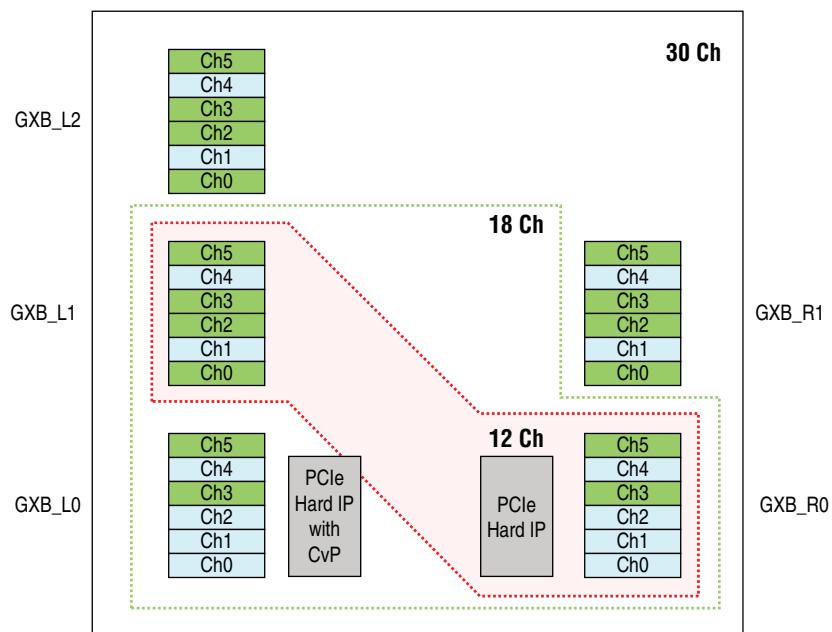 30 Ch
GXB_L2
Ch5
Ch4
Ch3
Ch2
Ch1
Ch0
18 Ch
GXB_L1
Ch5
Ch4
Ch3
Ch2
Ch1
Ch0
Ch5
Ch4
Ch3
Ch2
Ch1
Ch0
GXB_R1
12 Ch
GXB_L0
Ch5
Ch4
Ch3
Ch2
Ch1
Ch0
PCIe
Hard IP
with
CvP
PCIe
Hard IP
Ch5
Ch4
Ch3
Ch2
Ch1
Ch0
GXB_R0